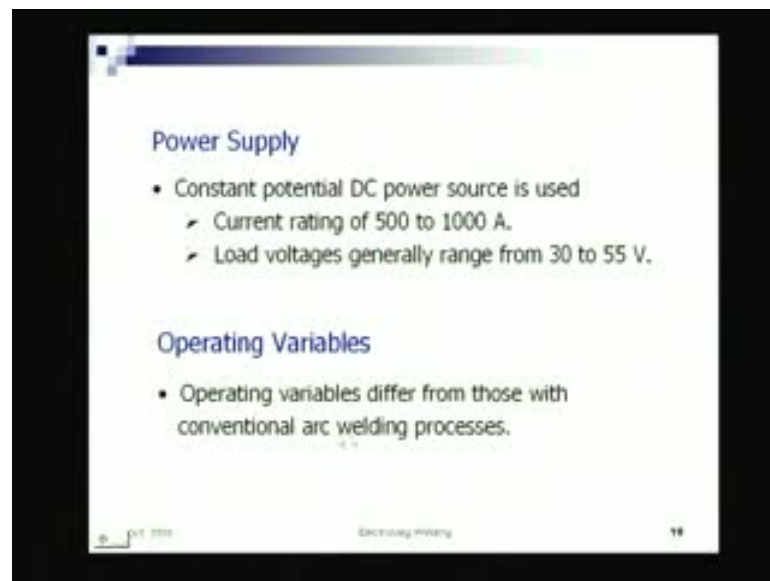 Power Supply
• Constant potential DC power source is used
➢ Current rating of 500 to 1000 A.
➢ Load voltages generally range from 30 to 55 V.
Operating Variables
• Operating variables differ from those with
conventional arc welding processes.